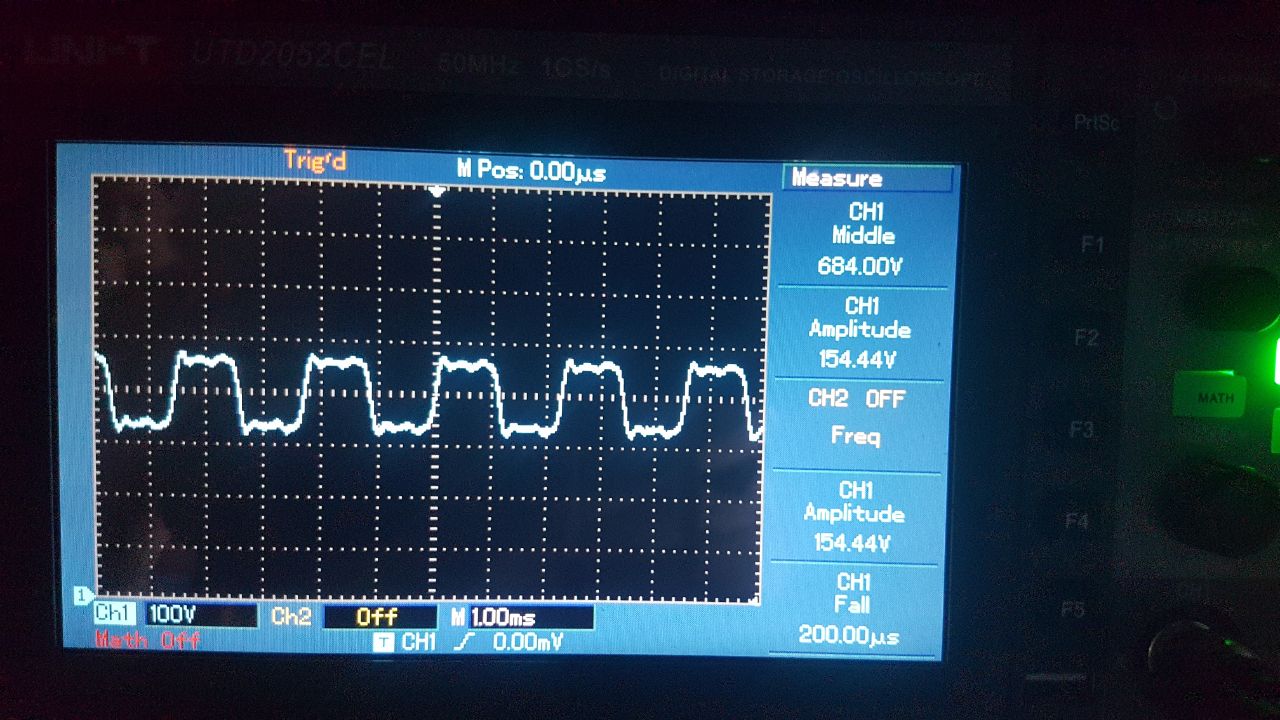 UNI-T UTD2052CEL 50MHz 1GS/s DIGITAL STORAGE OSCILLOSCOPE
PrtSc
Trig'd M Pos: 0.00μs
Measure
CH1
Middle
684.00V
F1
CH1
Amplitude
154.44V
F2
CH2 OFF
Freq
MATH
F3
CH1
Amplitude
154.44V
F4
CH1
Fall
200.00μs
F5
1
Ch1 100V Ch2 Off M 1.00ms
Math Off T CH1 0.00mV